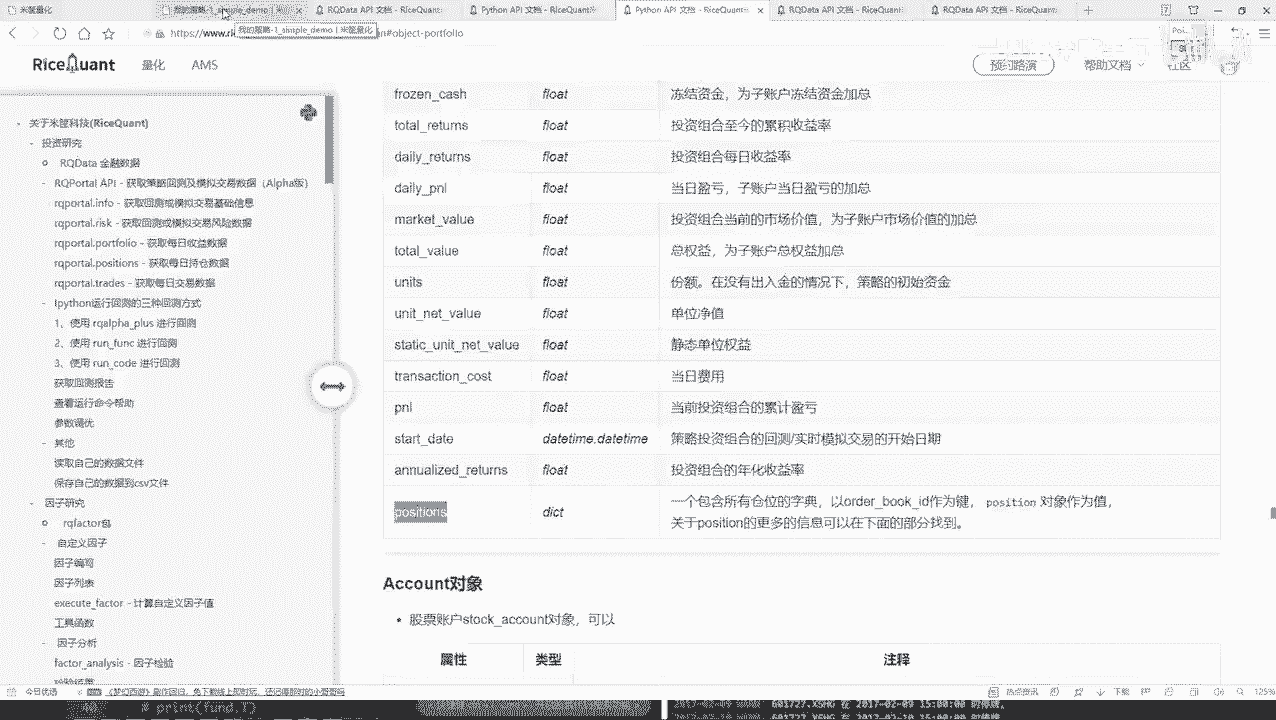 米筐量化
我的策略-1_simple_demo | 米筐量化
RQData API 文档 - RiceQuant
Python API 文档 - RiceQuant
Python API 文档 - RiceQuant
RQData API 文档 - RiceQuant
RQData API 文档 - RiceQuant
我的策略-1_simple_demo | 米筐量化
https://www.ri
n#object-portfolio
RiceQuant
量化
AMS
预约路演
帮助文档
社区
关于米筐科技(RiceQuant)
投资研究
RQData 金融数据
RQPortal API - 获取策略回测及模拟交易数据（Alpha版）
rqportal.info - 获取回测或模拟交易基础信息
rqportal.risk - 获取回测或模拟交易风险数据
rqportal.portfolio - 获取每日收益数据
rqportal.positions - 获取每日持仓数据
rqportal.trades - 获取每日交易数据
Ipython运行回测的三种回测方式
1、使用 rqalpha_plus 进行回测
2、使用 run_func 进行回测
3、使用 run_code 进行回测
获取回测报告
查看运行命令帮助
参数调优
其他
读取自己的数据文件
保存自己的数据到csv文件
因子研究
rqfactor包
自定义因子
因子编写
因子列表
execute_factor - 计算自定义因子值
工具函数
因子分析
factor_analysis - 因子检验
frozen_cash float 冻结资金，为子账户冻结资金加总
total_returns float 投资组合至今的累积收益率
daily_returns float 投资组合每日收益率
daily_pnl float 当日盈亏，子账户当日盈亏的加总
market_value float 投资组合当前的市场价值，为子账户市场价值的加总
total_value float 总权益，为子账户总权益加总
units float 份额。在没有出入金的情况下，策略的初始资金
unit_net_value float 单位净值
static_unit_net_value float 静态单位权益
transaction_cost float 当日费用
pnl float 当前投资组合的累计盈亏
start_date datetime.datetime 策略投资组合的回测/实时模拟交易的开始日期
annualized_returns float 投资组合的年化收益率
positions dict 一个包含所有仓位的字典，以order_book_id作为键， position 对象作为值，
关于position的更多的信息可以在下面的部分找到。
Account对象
股票账户stock_account对象，可以
属性 类型 注释
今日优选
热点资讯
下载
125%
# print(fund.T)